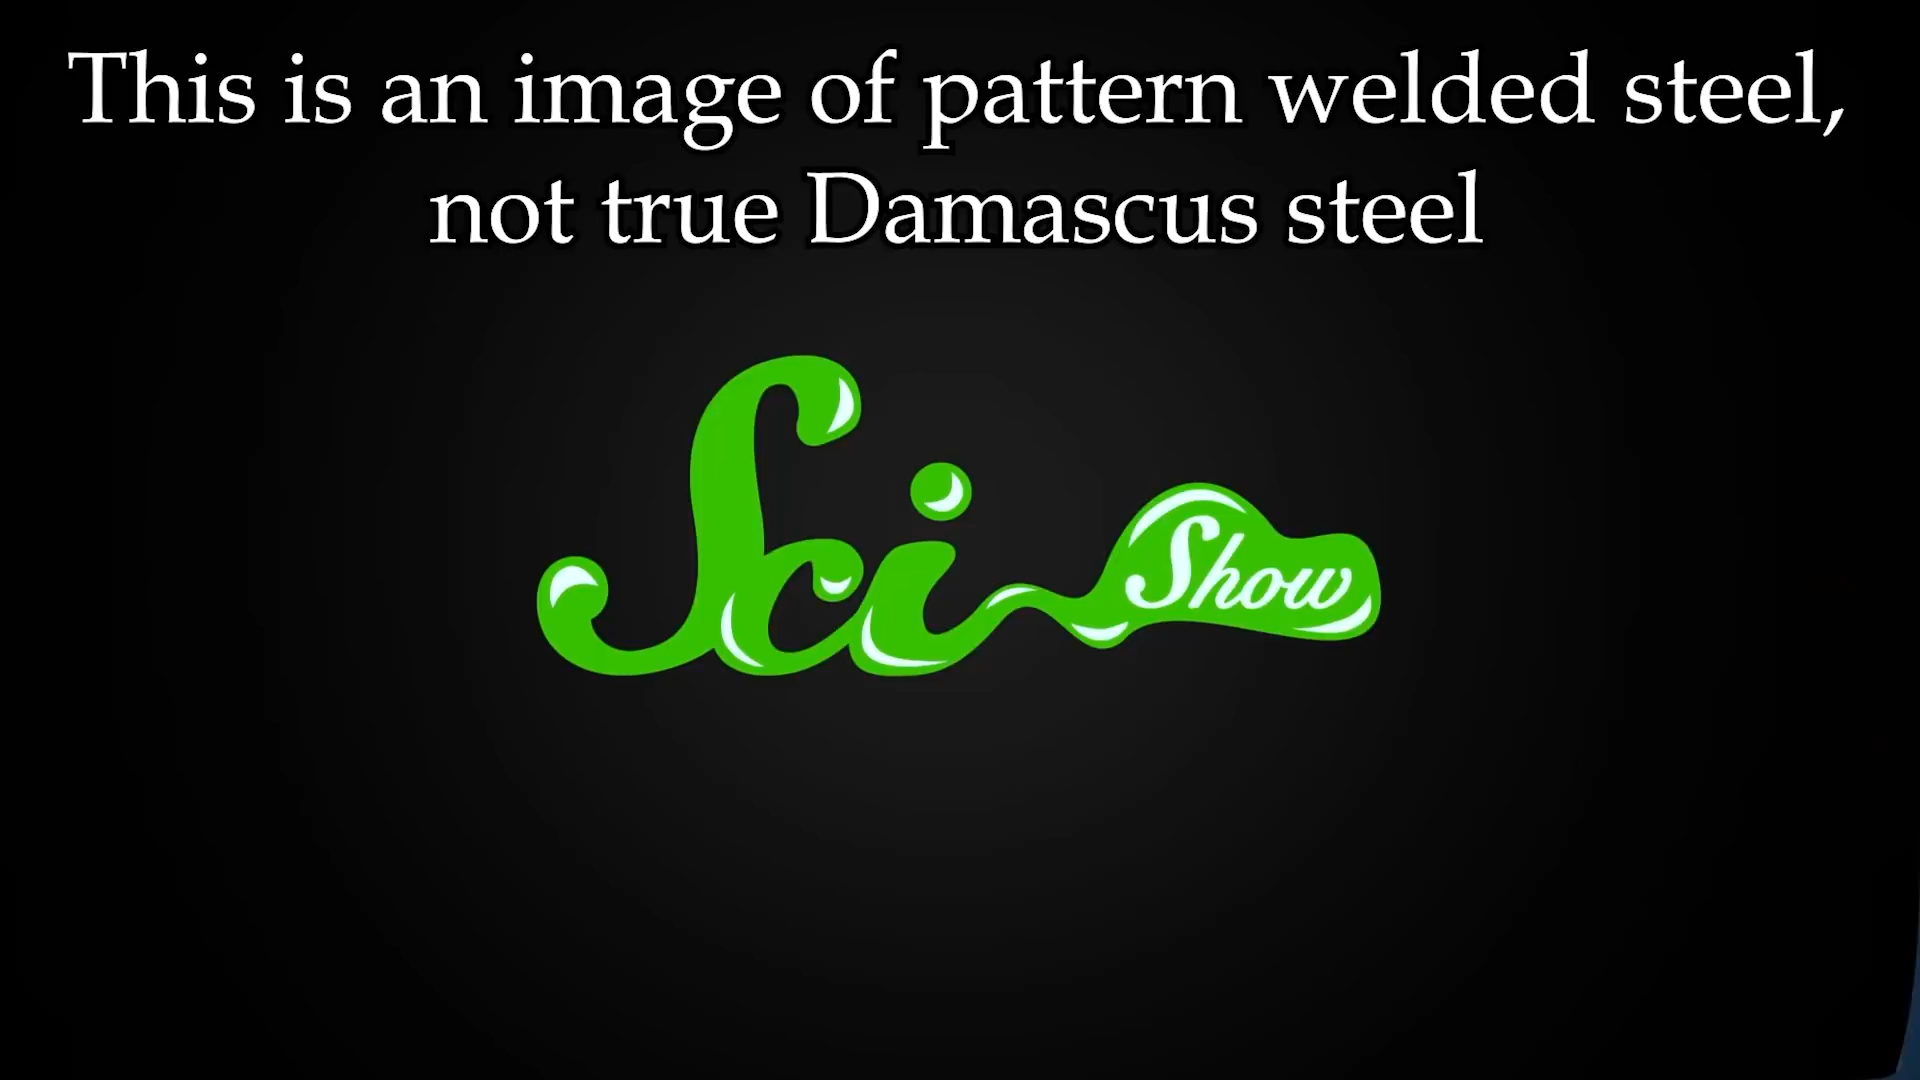 This is an image of pattern welded steel,
not true Damascus steel
Sci
Show